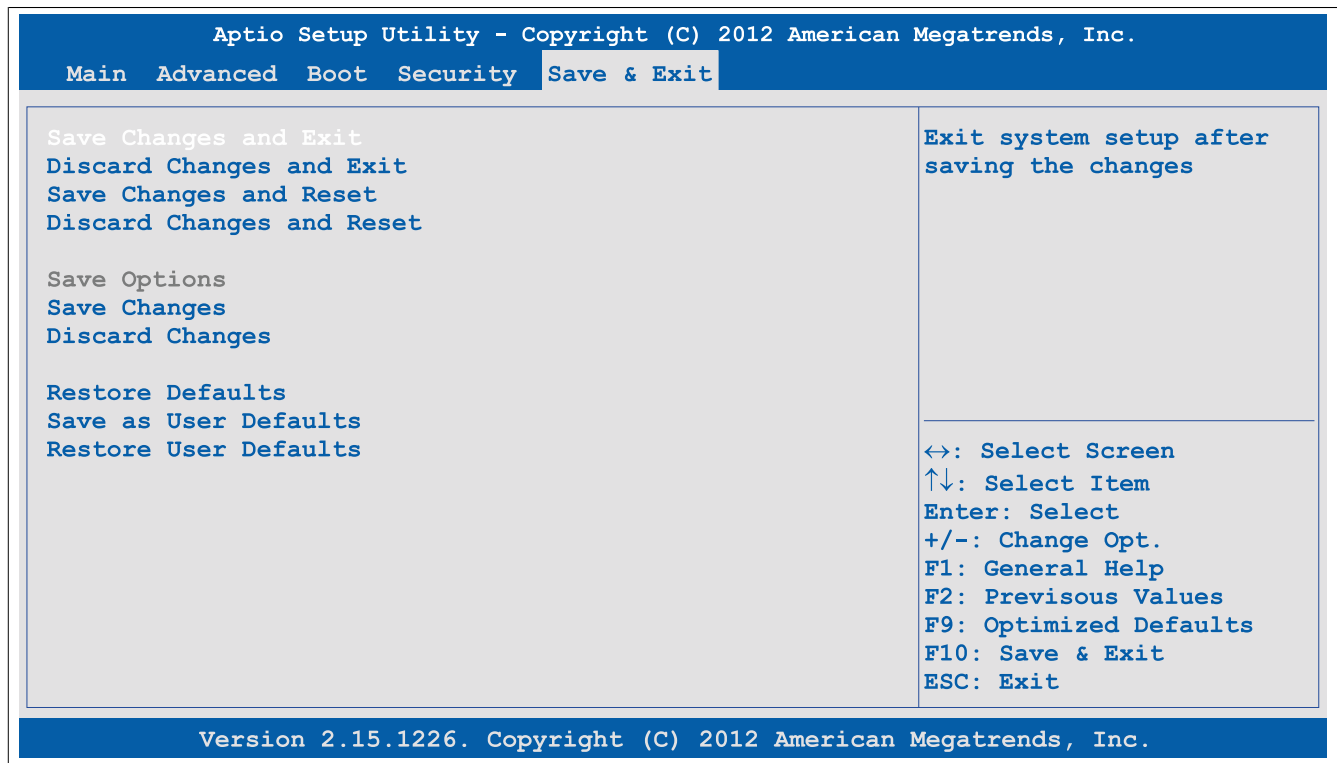 Aptio Setup Utility - Copyright (C) 2012 American Megatrends, Inc.
Main Advanced Boot Security Save & Exit
Save Changes and Exit
Discard Changes and Exit
Save Changes and Reset
Discard Changes and Reset
Save Options
Save Changes
Discard Changes
Restore Defaults
Save as User Defaults
Restore User Defaults
Exit system setup after
saving the changes
↔: Select Screen
↑↓: Select Item
Enter: Select
+/-: Change Opt.
F1: General Help
F2: Previsous Values
F9: Optimized Defaults
F10: Save & Exit
ESC: Exit
Version 2.15.1226. Copyright (C) 2012 American Megatrends, Inc.